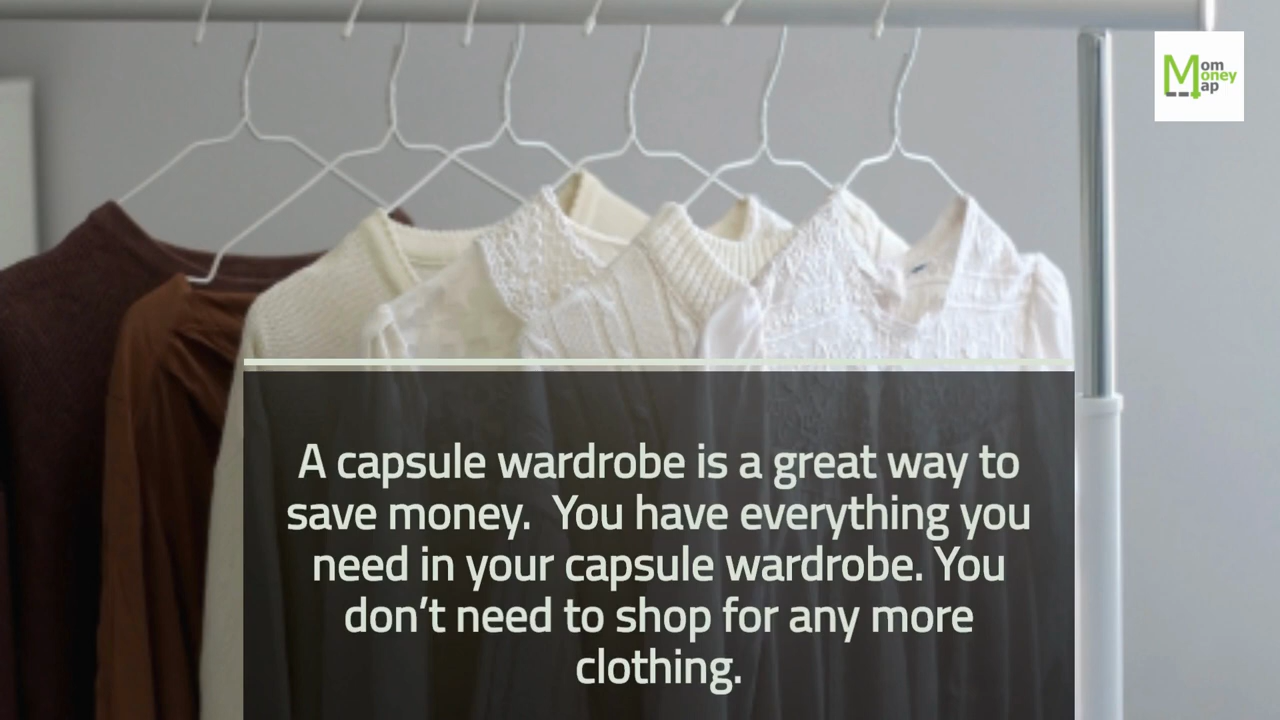 Mom
Money
Map
A capsule wardrobe is a great way to
save money.  You have everything you
need in your capsule wardrobe. You
don’t need to shop for any more
clothing.